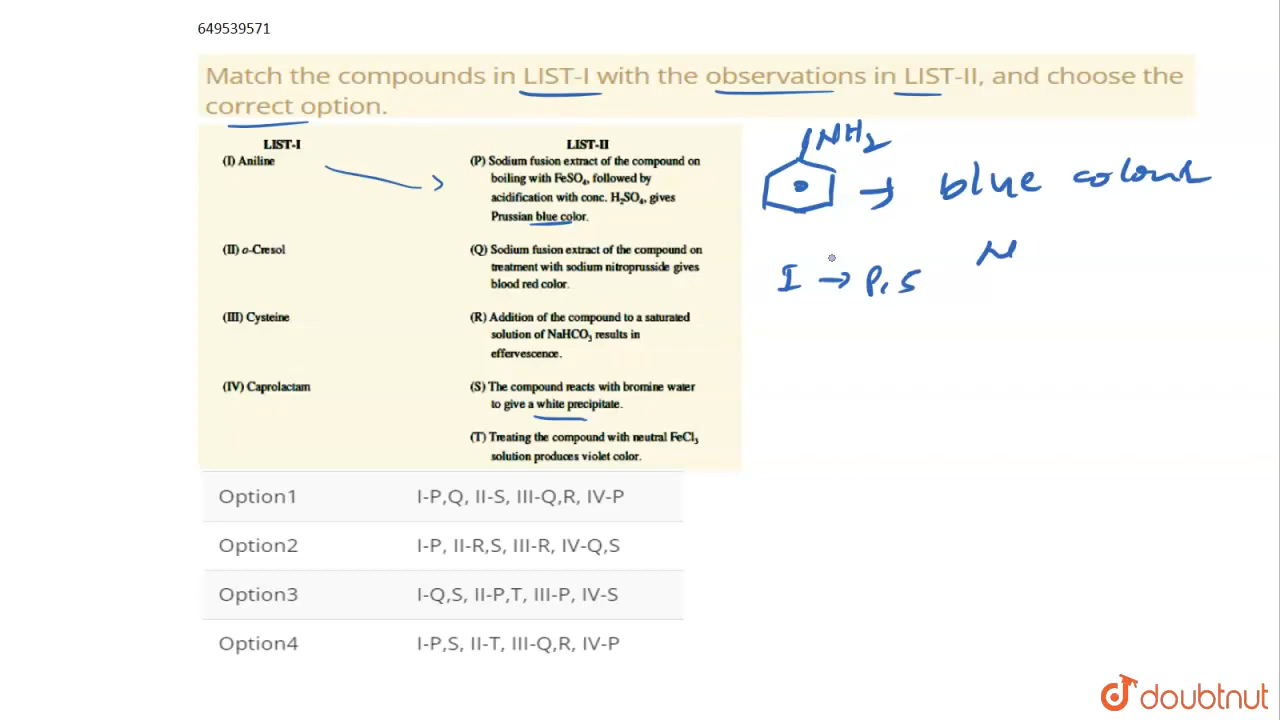 649539571
Match the compounds in LIST-I with the observations in LIST-II, and choose the
correct option.
LIST-I LIST-II
(I) Aniline (P) Sodium fusion extract of the compound on
boiling with FeSO4, followed by
acidification with conc. H2SO4, gives
Prussian blue color.
(II) o-Cresol (Q) Sodium fusion extract of the compound on
treatment with sodium nitroprusside gives
blood red color.
(III) Cysteine (R) Addition of the compound to a saturated
solution of NaHCO3 results in
effervescence.
(IV) Caprolactam (S) The compound reacts with bromine water
to give a white precipitate.
(T) Treating the compound with neutral FeCl3
solution produces violet color.
NH2
→ blue colour
N
I → P, S
Option1 I-P,Q, II-S, III-Q,R, IV-P
Option2 I-P, II-R,S, III-R, IV-Q,S
Option3 I-Q,S, II-P,T, III-P, IV-S
Option4 I-P,S, II-T, III-Q,R, IV-P
doubtnut